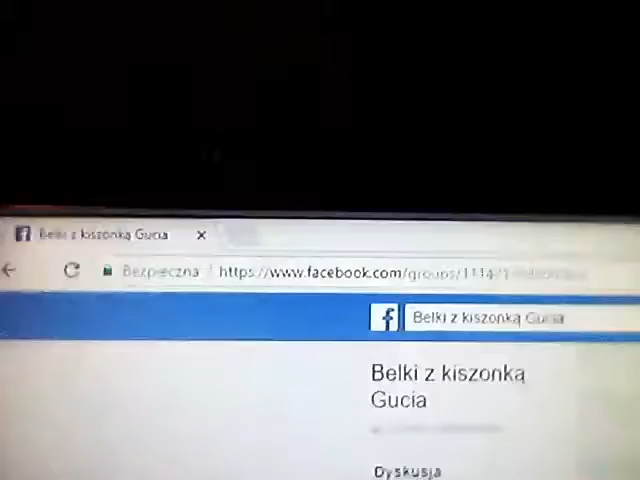 Belki z kiszonką Gucia
Bezpieczna
https://www.facebook.com/groups/
Belki z kiszonką Gucia
Belki z kiszonką
Gucia
Dyskusja